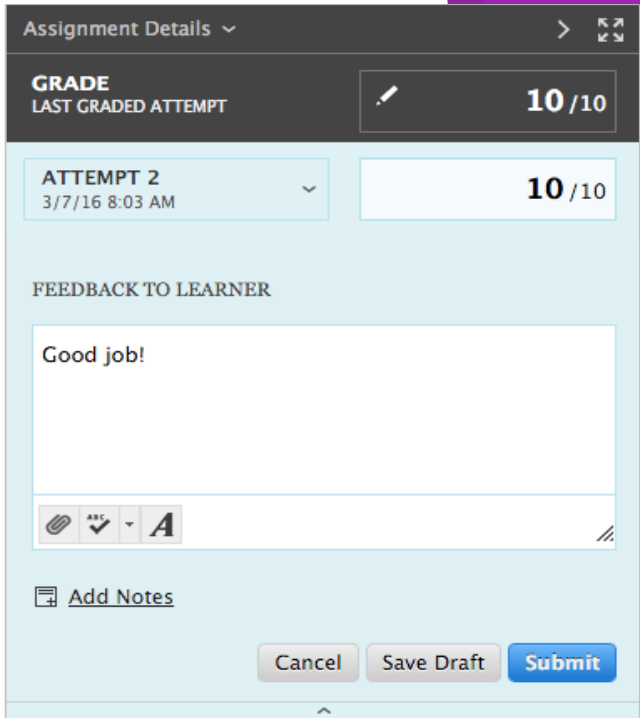 Assignment Details
GRADE
LAST GRADED ATTEMPT
10/10
ATTEMPT 2
3/7/16 8:03 AM
10/10
FEEDBACK TO LEARNER
Good job!
ABC
A
Add Notes
Cancel Save Draft Submit